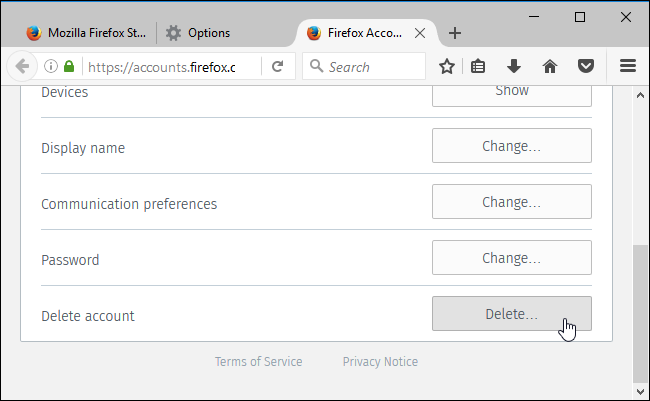 Mozilla Firefox St...
Options
Firefox Acco...
https://accounts.firefox.c
Search
Devices
Show
Display name
Change...
Communication preferences
Change...
Password
Change...
Delete account
Delete...
Terms of Service
Privacy Notice